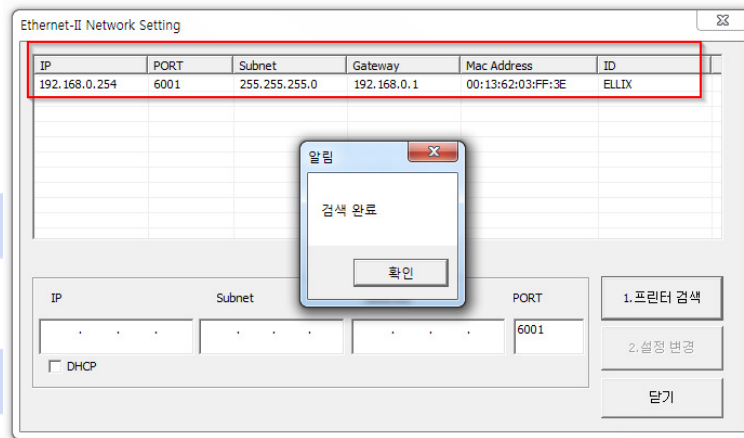 Ethernet-II Network Setting
IP PORT Subnet Gateway Mac Address ID
192.168.0.254 6001 255.255.255.0 192.168.0.1 00:13:62:03:FF:3E ELLIX
알림
검색 완료
확인
IP Subnet PORT
. . . . . . . . . 6001
DHCP
1.프린터 검색
2.설정 변경
닫기